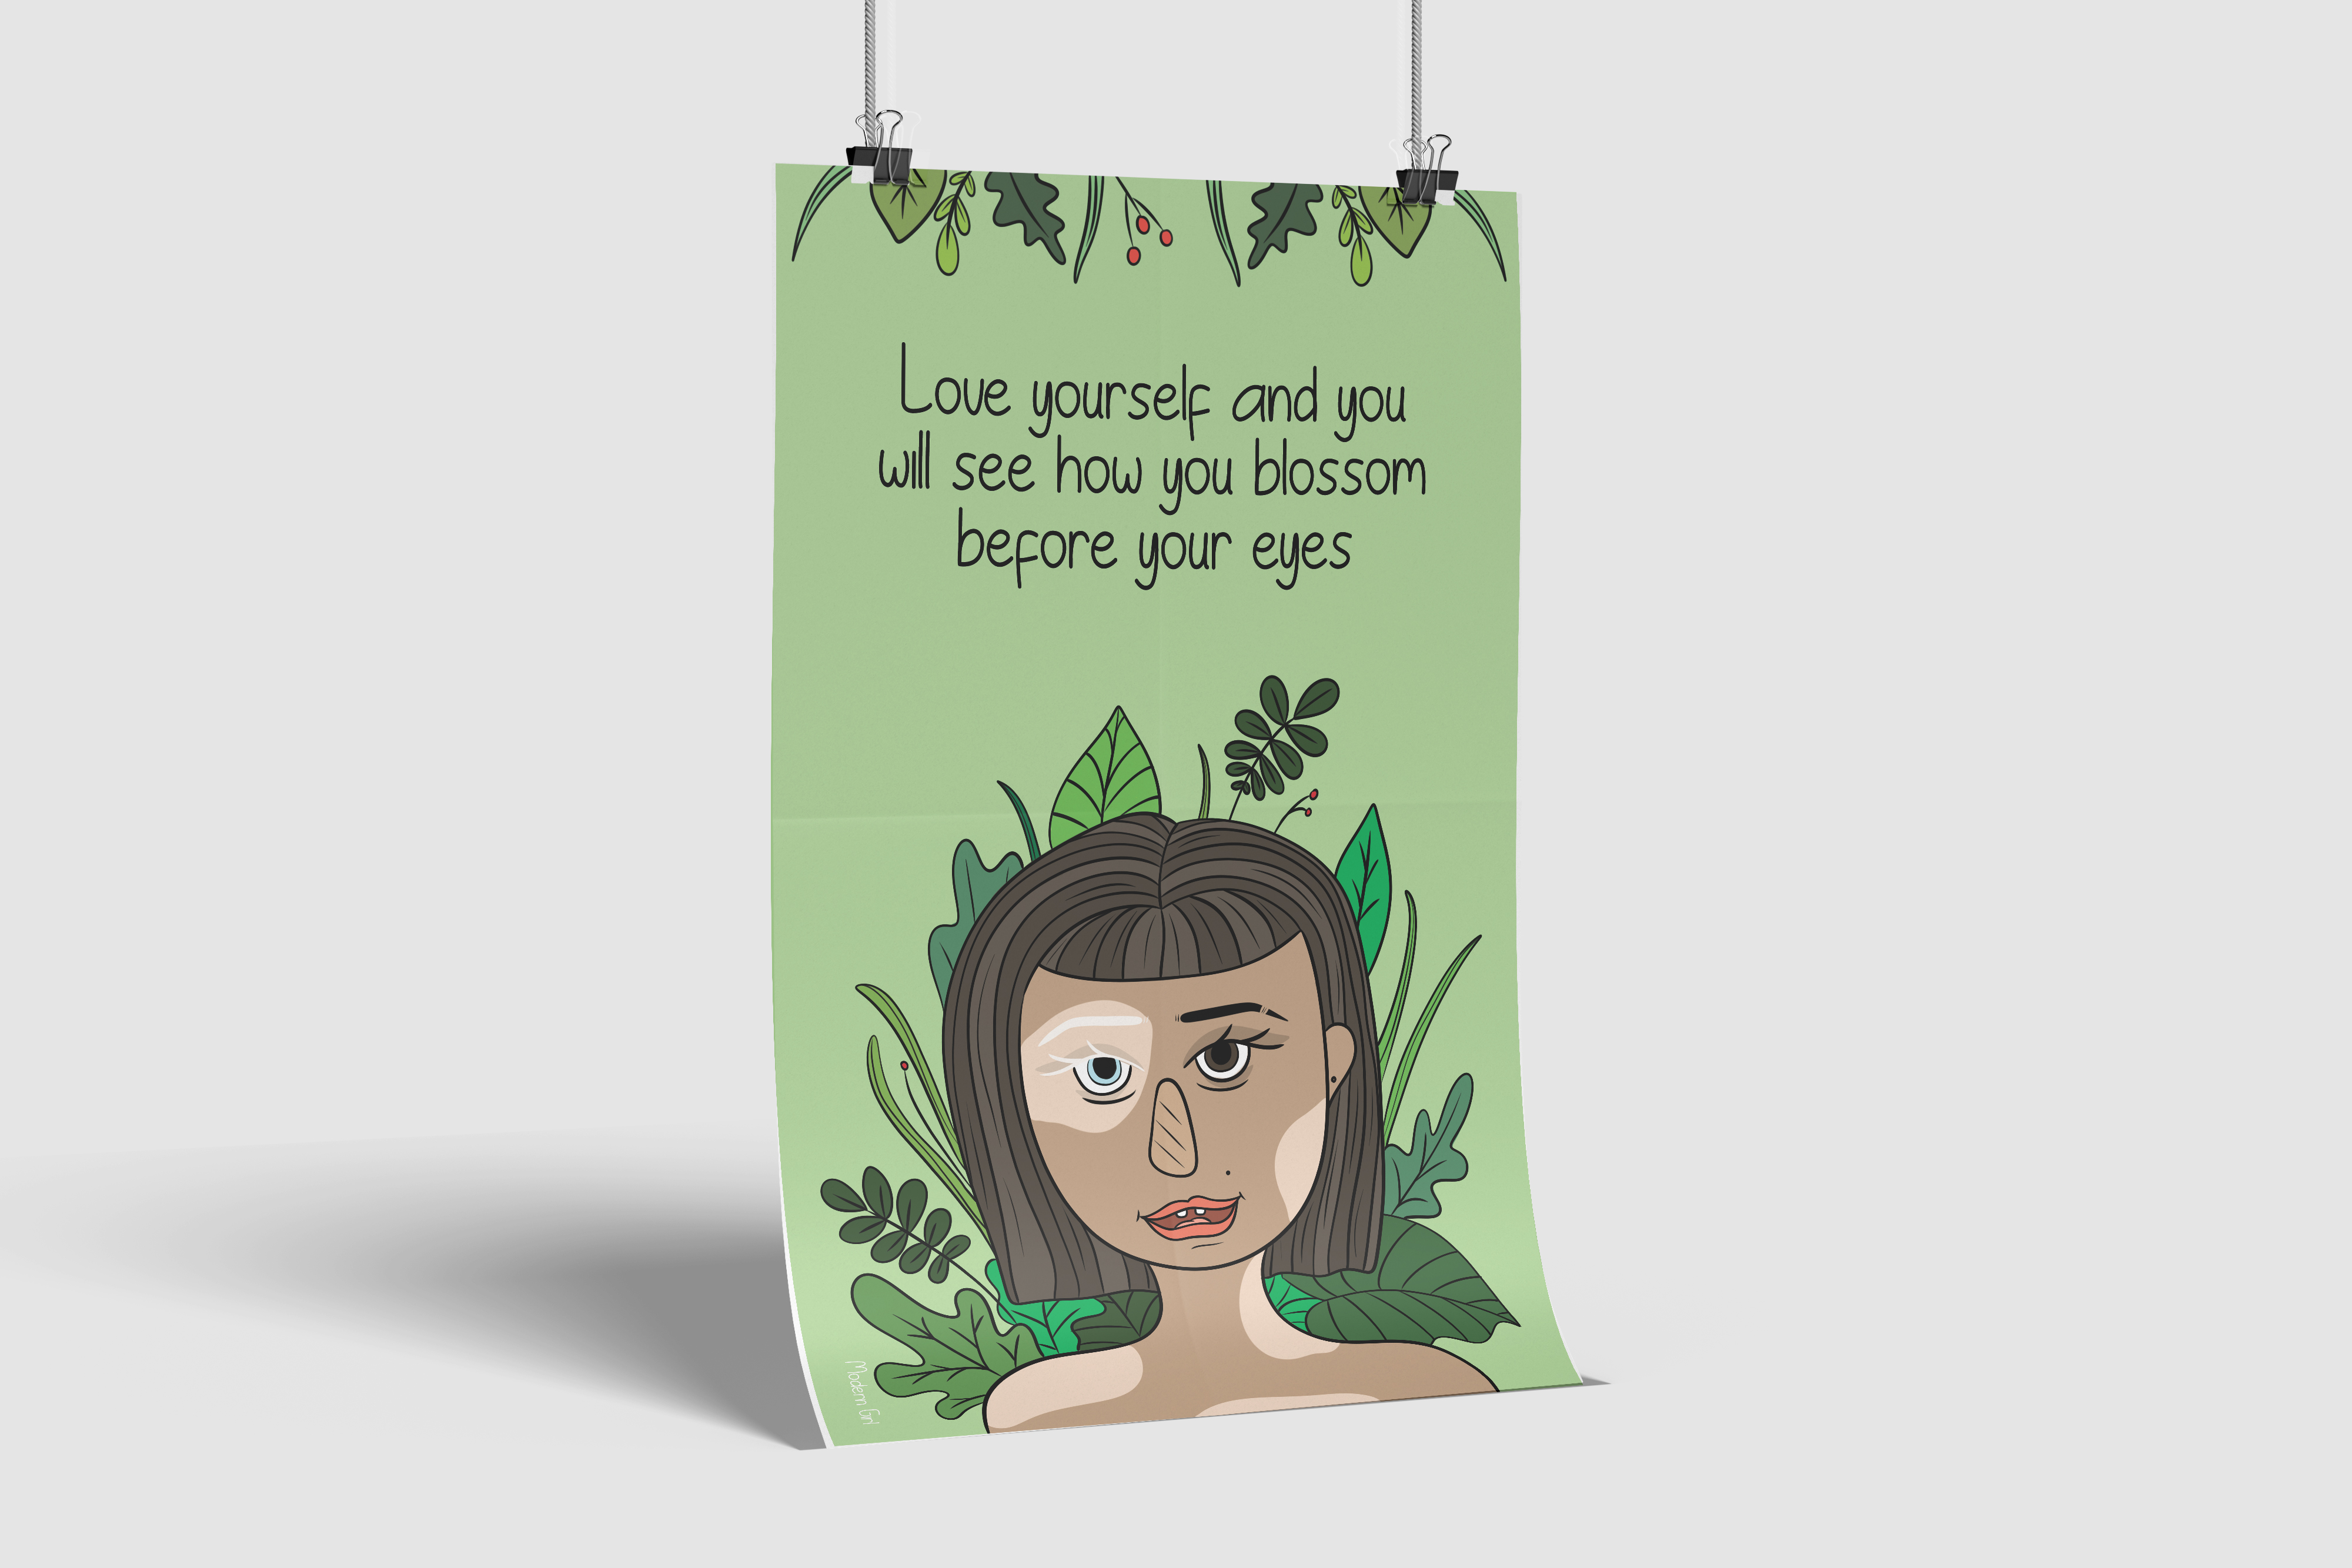 Love yourself and you
will see how you blossom
before your eyes
Modern Girl